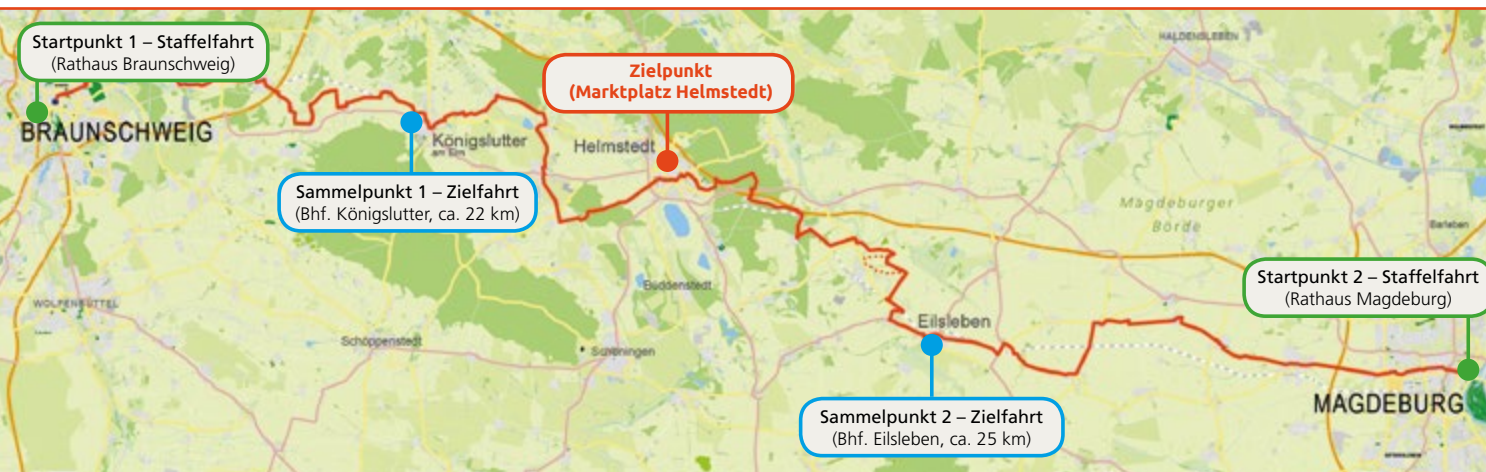 Startpunkt 1 – Staffelfahrt
(Rathaus Braunschweig)
BRAUNSCHWEIG
Sammelpunkt 1 – Zielfahrt
(Bhf. Königslutter, ca. 22 km)
Königslutter
am Elm
Zielpunkt
(Marktplatz Helmstedt)
Helmstedt
HALDENSLEBEN
Magdeburger
Börde
Barleben
WOLFENBÜTTEL
Schöppenstedt
Schöningen
Büddenstedt
Eilsleben
Sammelpunkt 2 – Zielfahrt
(Bhf. Eilsleben, ca. 25 km)
Startpunkt 2 – Staffelfahrt
(Rathaus Magdeburg)
MAGDEBURG